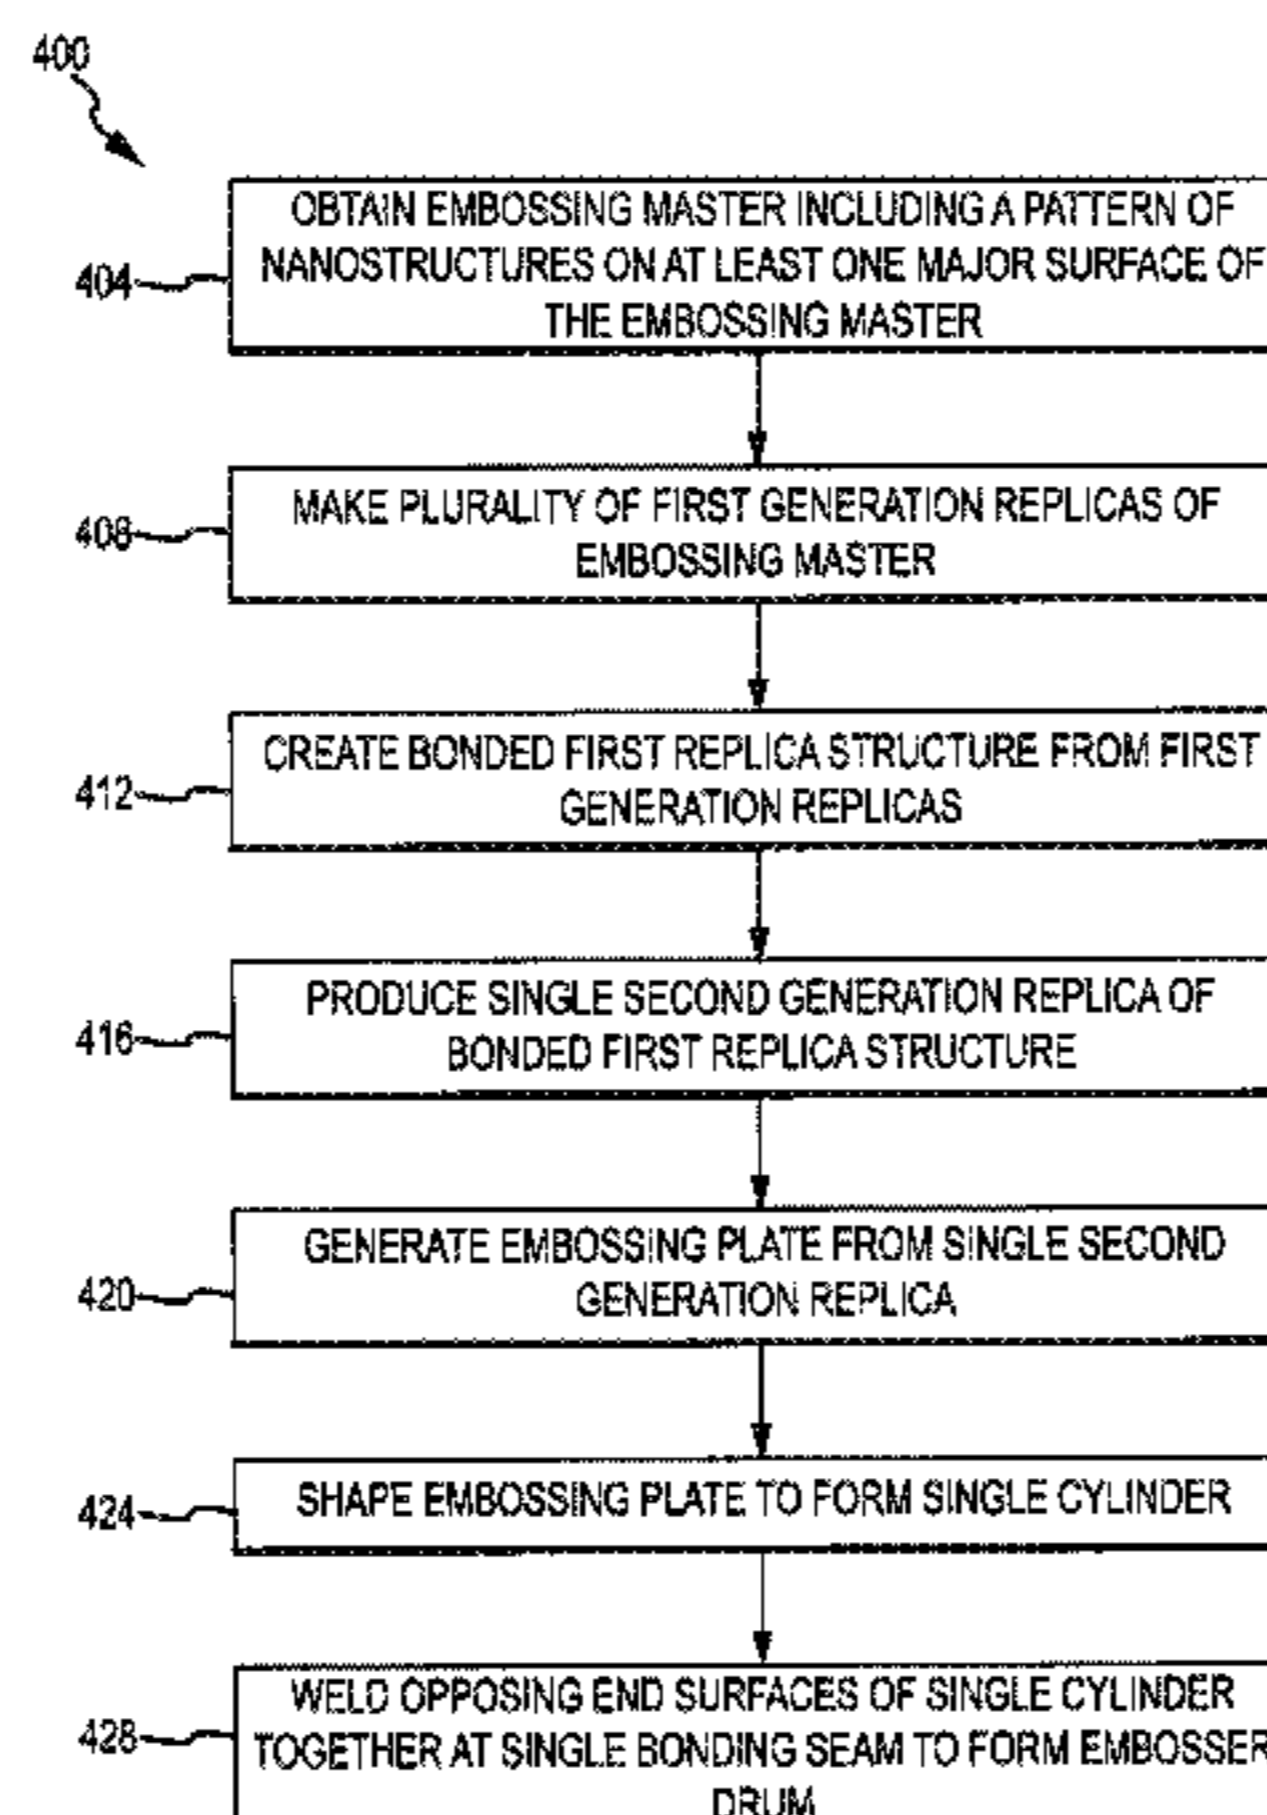 400
OBTAIN EMBOSSING MASTER INCLUDING A PATTERN OF
NANOSTRUCTURES ON AT LEAST ONE MAJOR SURFACE OF
THE EMBOSSING MASTER
404
MAKE PLURALITY OF FIRST GENERATION REPLICAS OF
EMBOSSING MASTER
408
CREATE BONDED FIRST REPLICA STRUCTURE FROM FIRST
GENERATION REPLICAS
412
PRODUCE SINGLE SECOND GENERATION REPLICA OF
BONDED FIRST REPLICA STRUCTURE
416
GENERATE EMBOSSING PLATE FROM SINGLE SECOND
GENERATION REPLICA
420
SHAPE EMBOSSING PLATE TO FORM SINGLE CYLINDER
424
WELD OPPOSING END SURFACES OF SINGLE CYLINDER
TOGETHER AT SINGLE BONDING SEAM TO FORM EMBOSSER
DRUM
428